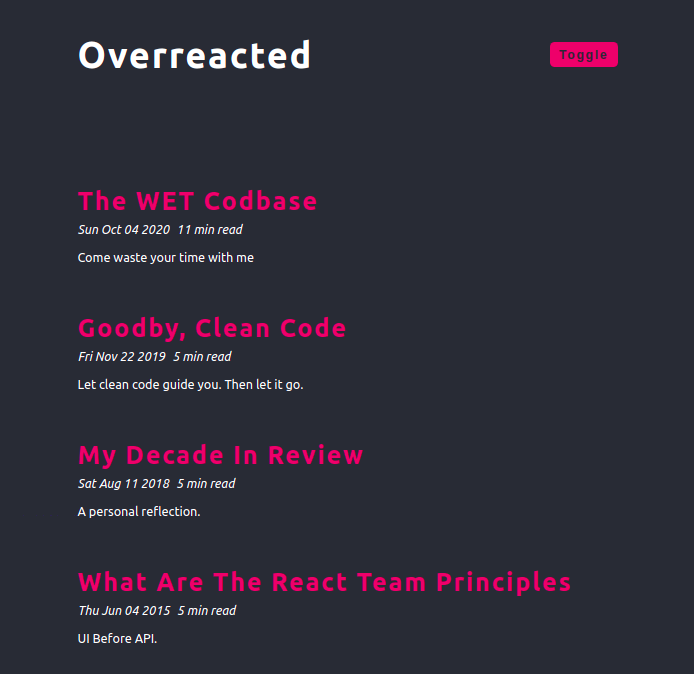 Overreacted
Toggle
The WET Codbase
Sun Oct 04 2020 11 min read
Come waste your time with me
Goodby, Clean Code
Fri Nov 22 2019 5 min read
Let clean code guide you. Then let it go.
My Decade In Review
Sat Aug 11 2018 5 min read
A personal reflection.
What Are The React Team Principles
Thu Jun 04 2015 5 min read
UI Before API.